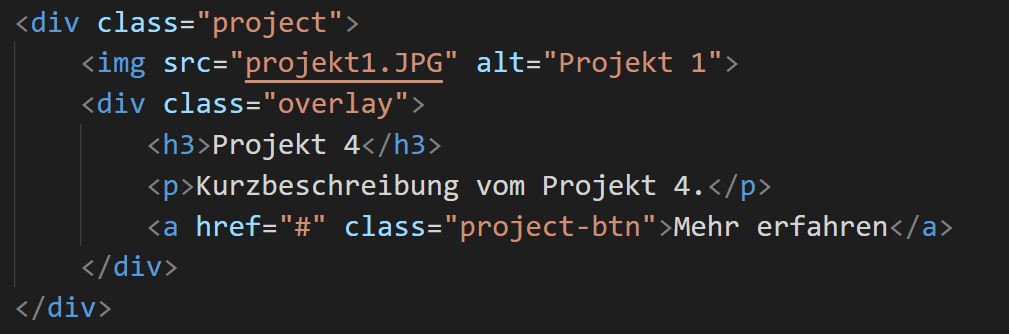 <div class="project">
<img src="projekt1.JPG" alt="Projekt 1">
<div class="overlay">
<h3>Projekt 4</h3>
<p>Kurzbeschreibung vom Projekt 4.</p>
<a href="#" class="project-btn">Mehr erfahren</a>
</div>
</div>